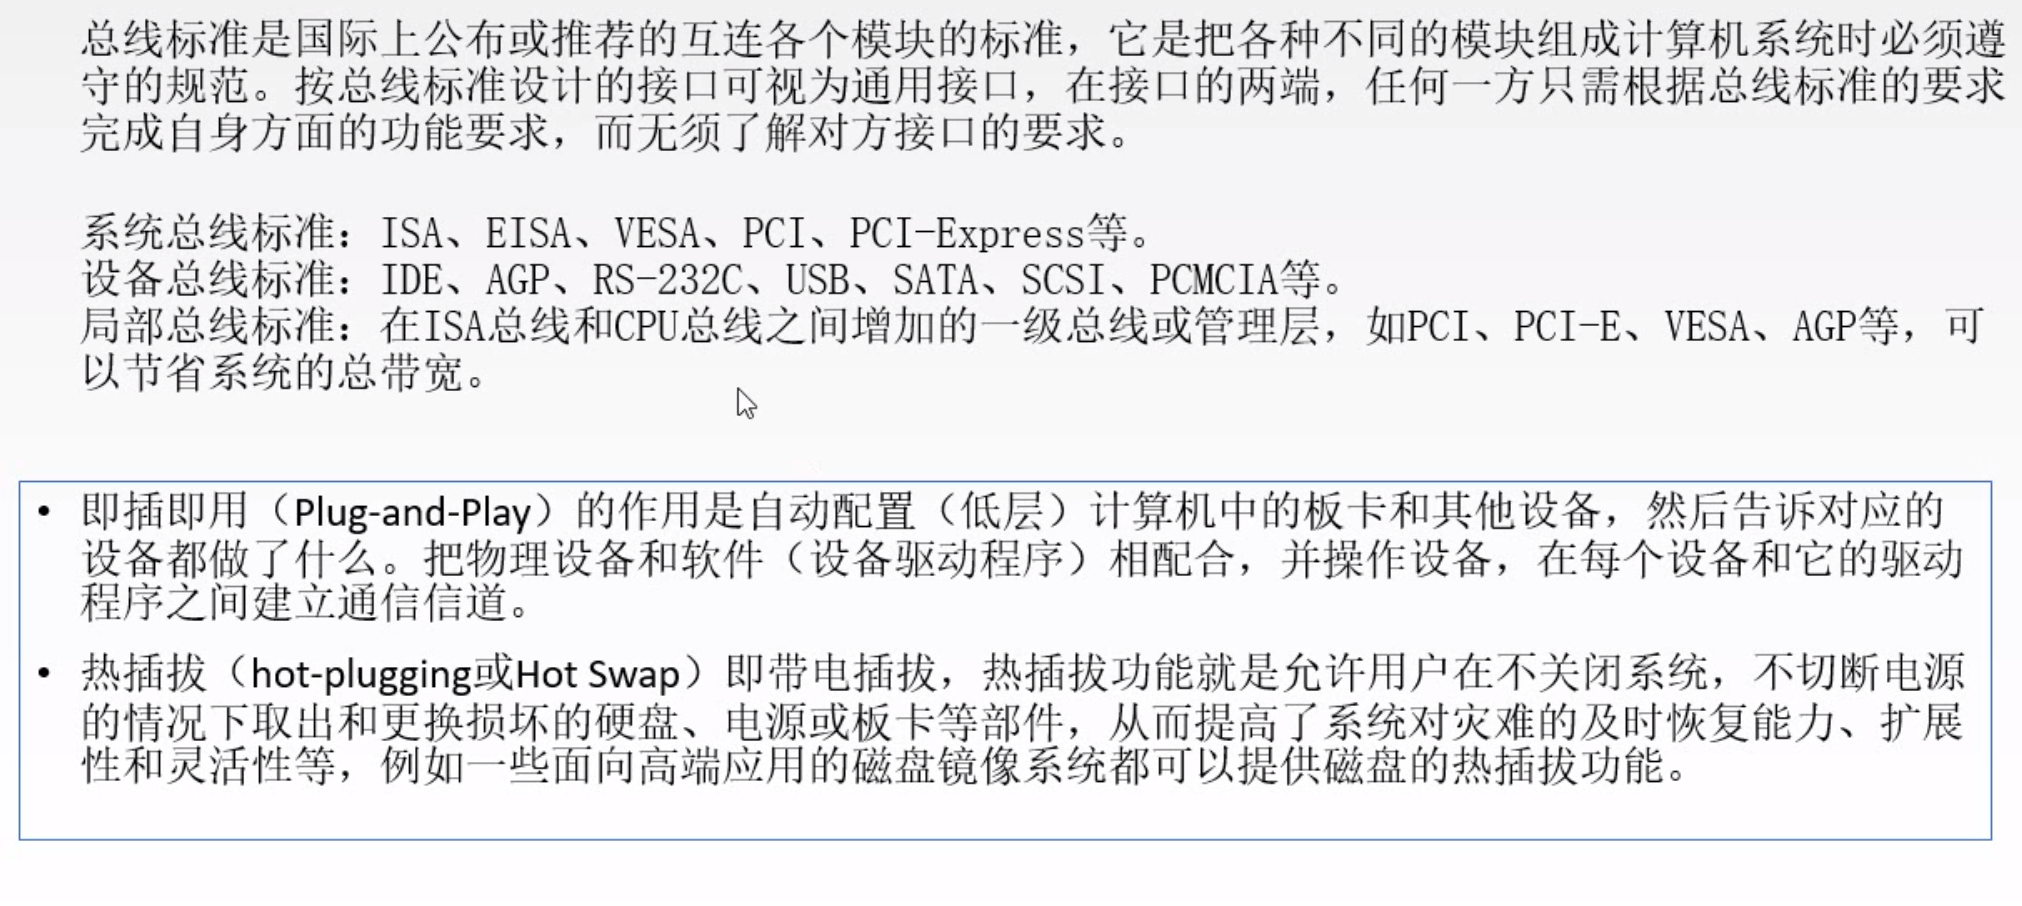 总线标准是国际上公布或推荐的互连各个模块的标准，它是把各种不同的模块组成计算机系统时必须遵
守的规范。按总线标准设计的接口可视为通用接口，在接口的两端，任何一方只需根据总线标准的要求
完成自身方面的功能要求，而无须了解对方接口的要求。
系统总线标准：ISA、EISA、VESA、PCI、PCI-Express等。
设备总线标准：IDE、AGP、RS-232C、USB、SATA、SCSI、PCMCIA等。
局部总线标准：在ISA总线和CPU总线之间增加的一级总线或管理层，如PCI、PCI-E、VESA、AGP等，可
以节省系统的总带宽。
• 即插即用（Plug-and-Play）的作用是自动配置（低层）计算机中的板卡和其他设备，然后告诉对应的
设备都做了什么。把物理设备和软件（设备驱动程序）相配合，并操作设备，在每个设备和它的驱动
程序之间建立通信信道。
• 热插拔（hot-plugging或Hot Swap）即带电插拔，热插拔功能就是允许用户在不关闭系统，不切断电源
的情况下取出和更换损坏的硬盘、电源或板卡等部件，从而提高了系统对灾难的及时恢复能力、扩展
性和灵活性等，例如一些面向高端应用的磁盘镜像系统都可以提供磁盘的热插拔功能。